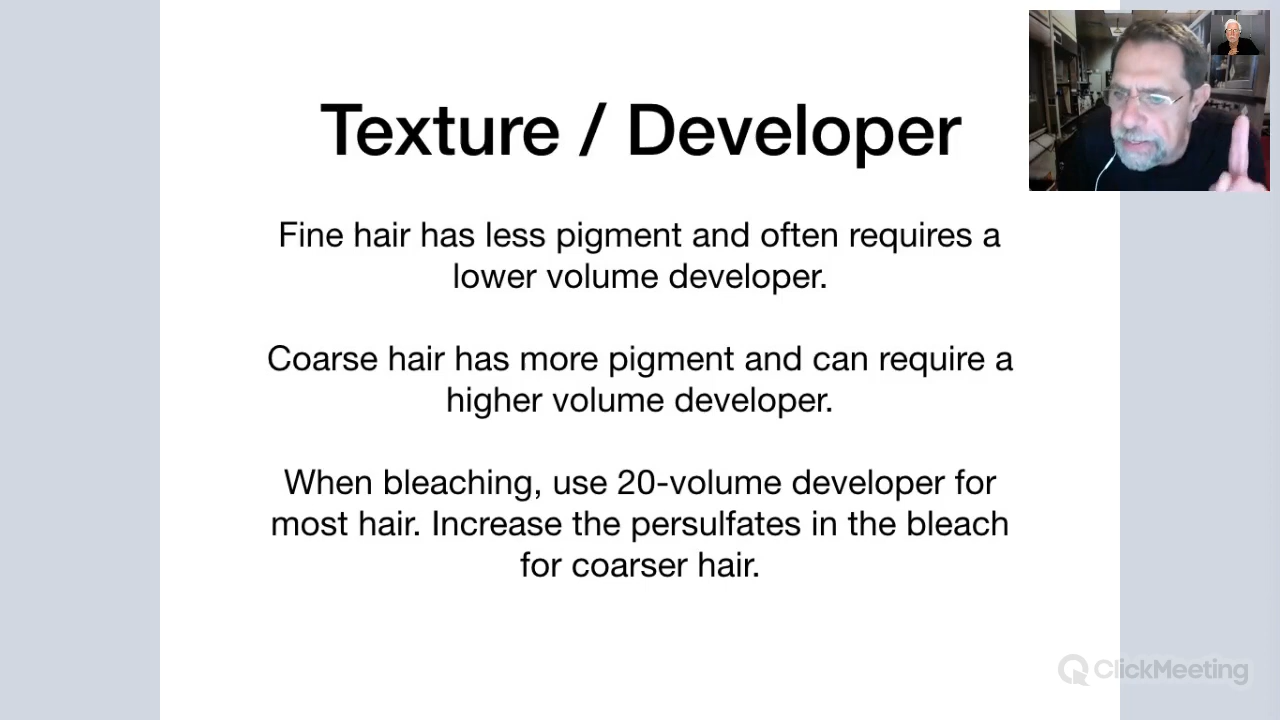 Texture / Developer
Fine hair has less pigment and often requires a
lower volume developer.
Coarse hair has more pigment and can require a
higher volume developer.
When bleaching, use 20-volume developer for
most hair. Increase the persulfates in the bleach
for coarser hair.
ClickMeeting